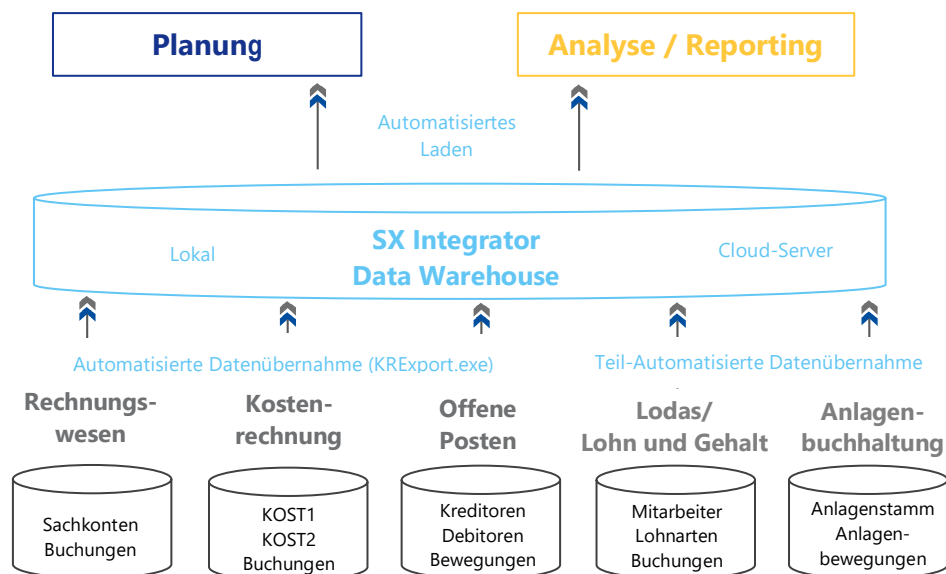 Planung
Analyse / Reporting
Automatisiertes
Laden
SX Integrator
Data Warehouse
Lokal
Cloud-Server
Automatisierte Datenübernahme (KRExport.exe)
Teil-Automatisierte Datenübernahme
Rechnungs-
wesen
Kosten-
rechnung
Offene
Posten
Lodas/
Lohn und Gehalt
Anlagen-
buchhaltung
Sachkonten
Buchungen
KOST1
KOST2
Buchungen
Kreditoren
Debitoren
Bewegungen
Mitarbeiter
Lohnarten
Buchungen
Anlagenstamm
Anlagen-
bewegungen